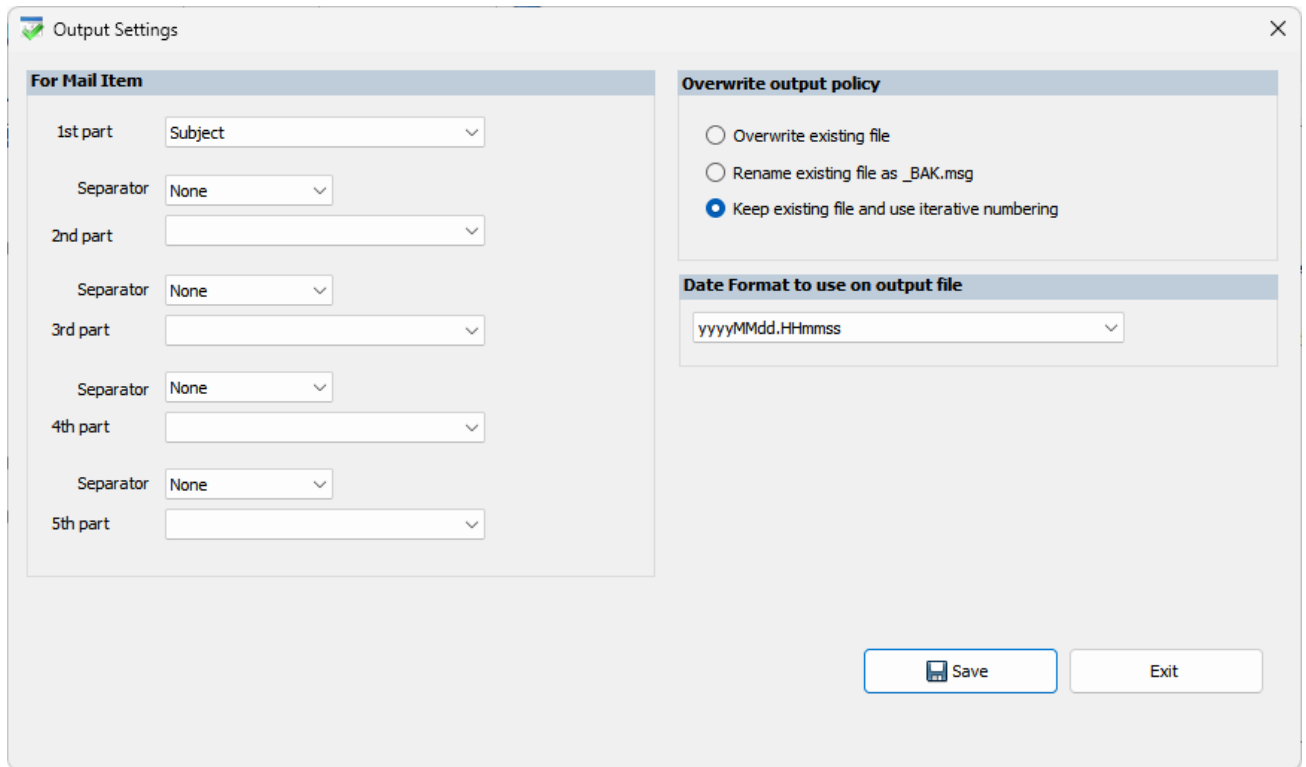 Output Settings
For Mail Item
1st part Subject
Separator None
2nd part
Separator None
3rd part
Separator None
4th part
Separator None
5th part
Overwrite output policy
Overwrite existing file
Rename existing file as _BAK.msg
Keep existing file and use iterative numbering
Date Format to use on output file
yyyyMMdd.HHmmss
Save Exit